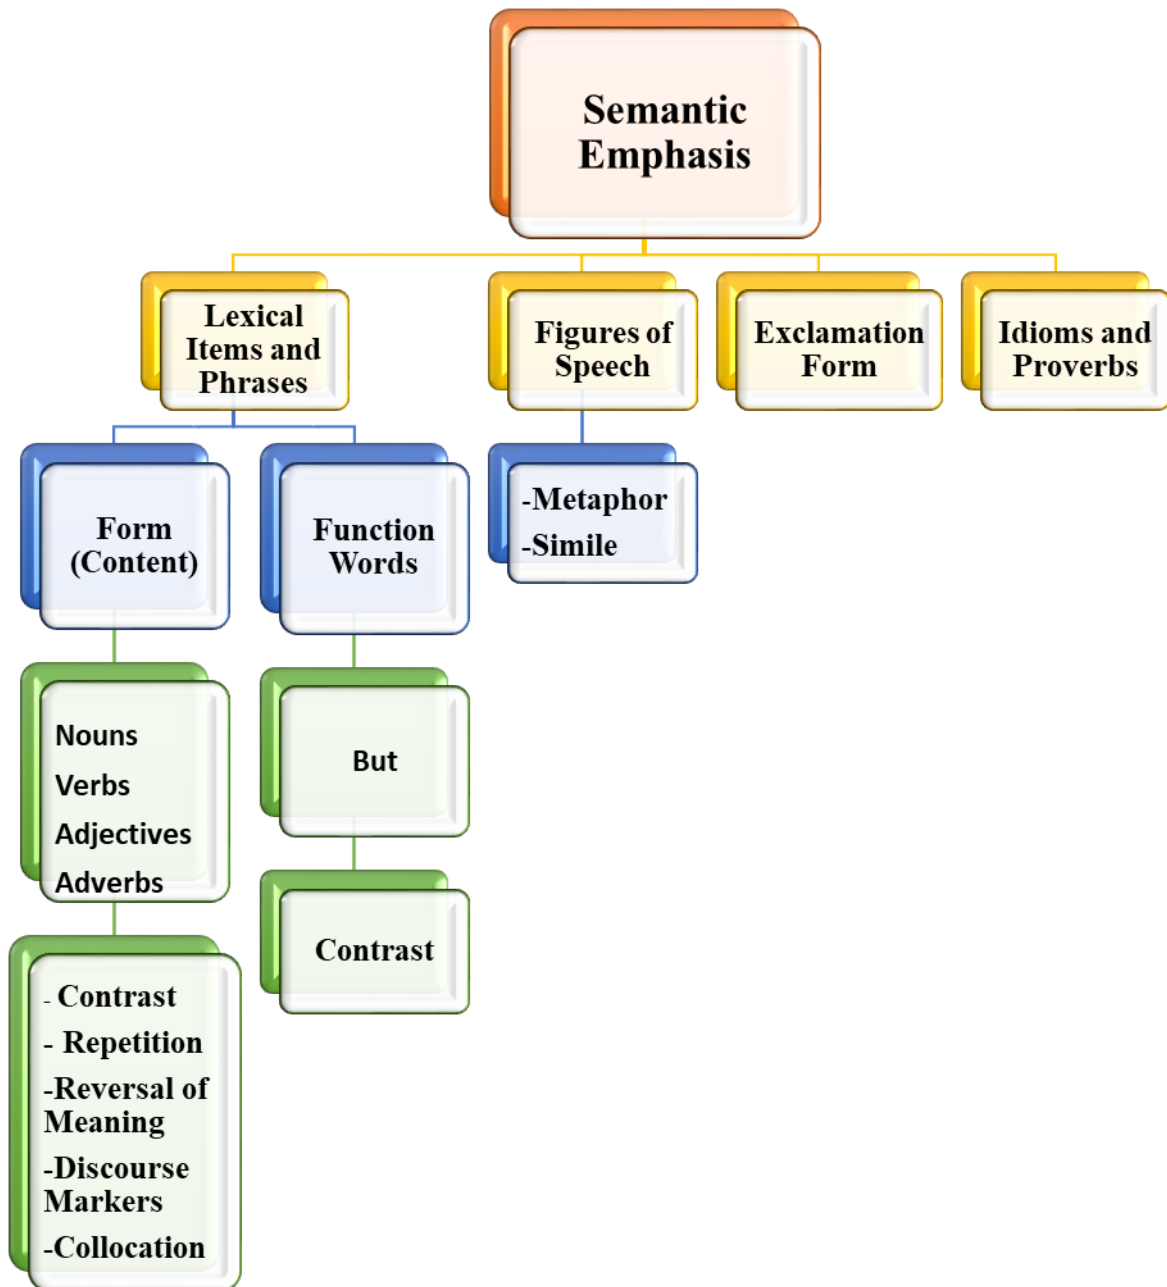 Semantic
Emphasis
Lexical
Items and
Phrases
Figures of
Speech
Exclamation
Form
Idioms and
Proverbs
Form
(Content)
Function
Words
-Metaphor
-Simile
Nouns
Verbs
Adjectives
Adverbs
But
Contrast
- Contrast
- Repetition
-Reversal of
Meaning
-Discourse
Markers
-Collocation